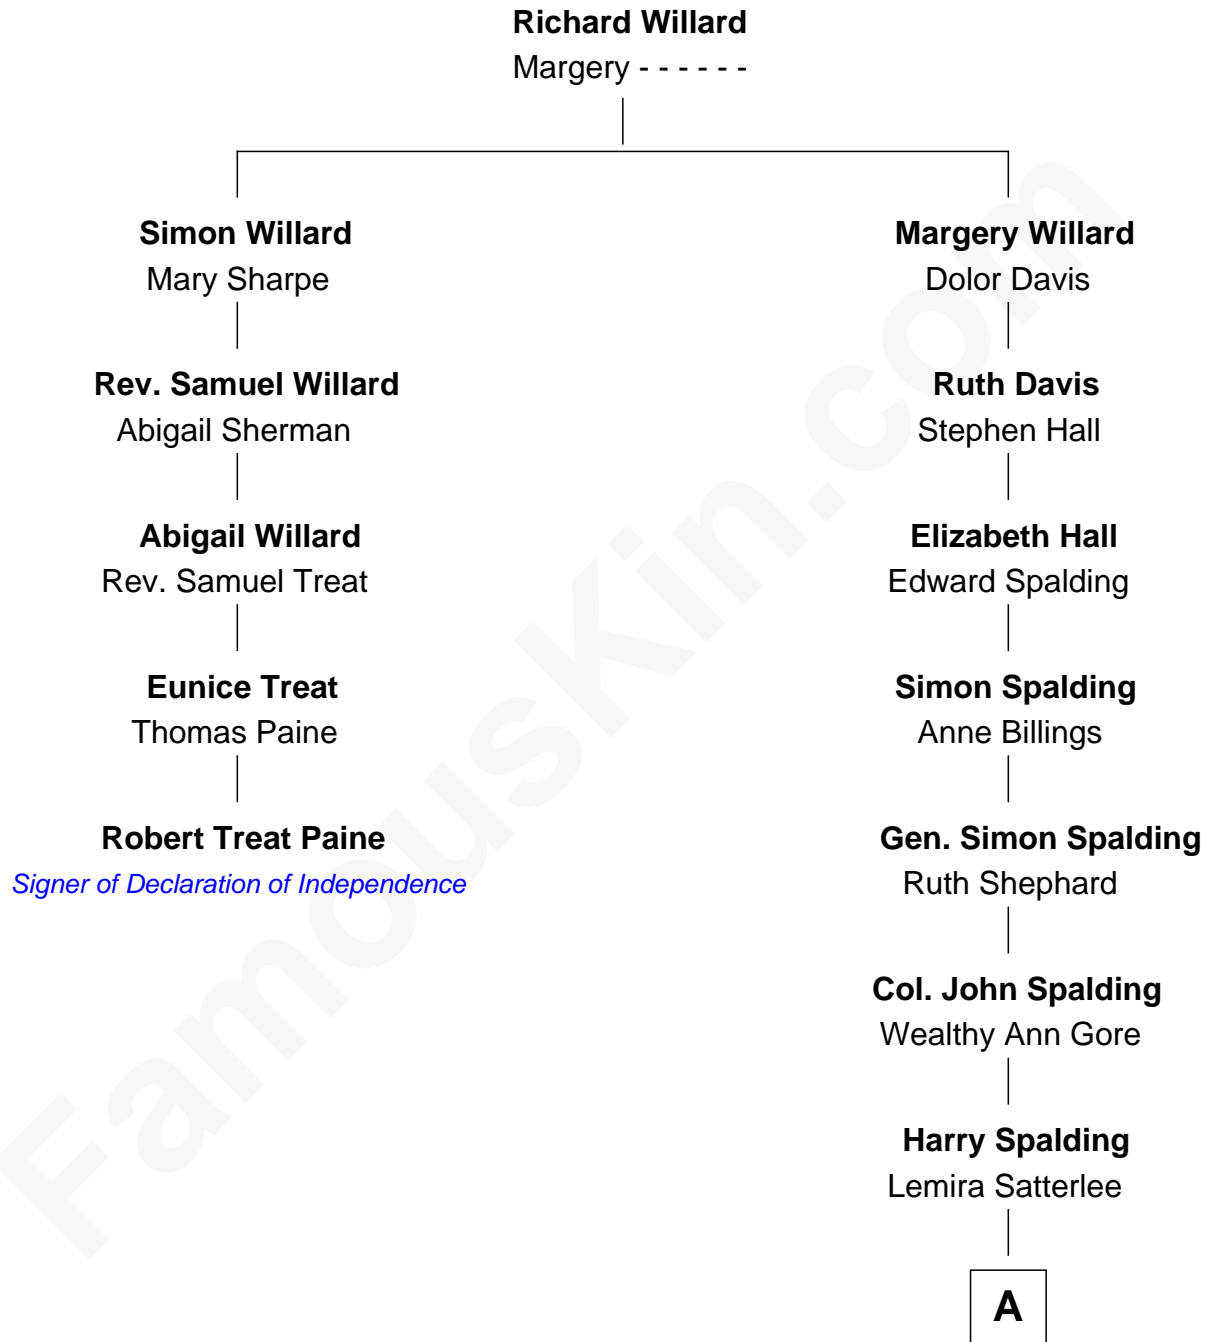 Richard Willard
Margery - - - - - -
Simon Willard
Mary Sharpe
Rev. Samuel Willard
Abigail Sherman
Abigail Willard
Rev. Samuel Treat
Eunice Treat
Thomas Paine
Robert Treat Paine
Signer of Declaration of Independence
Margery Willard
Dolor Davis
Ruth Davis
Stephen Hall
Elizabeth Hall
Edward Spalding
Simon Spalding
Anne Billings
Gen. Simon Spalding
Ruth Shephard
Col. John Spalding
Wealthy Ann Gore
Harry Spalding
Lemira Satterlee
A
FamousKin.com